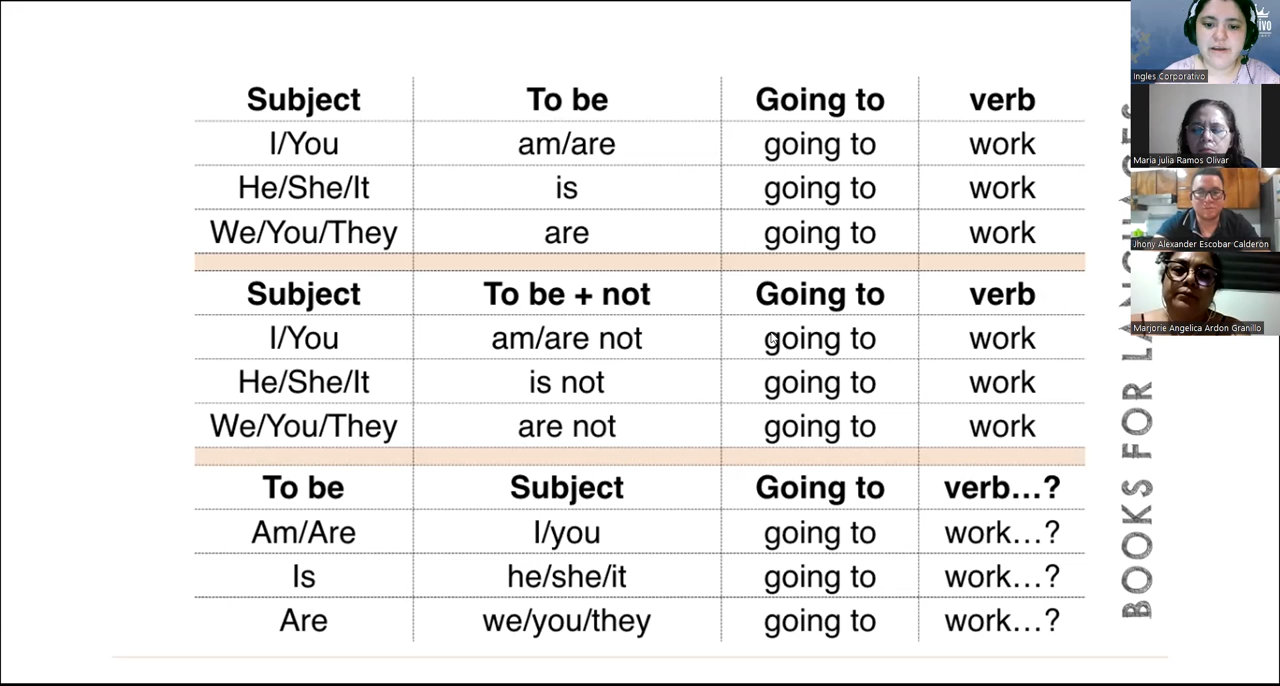 Subject To be Going to verb
I/You am/are going to work
He/She/It is going to work
We/You/They are going to work
Subject To be + not Going to verb
I/You am/are not going to work
He/She/It is not going to work
We/You/They are not going to work
To be Subject Going to verb...?
Am/Are I/you going to work...?
Is he/she/it going to work...?
Are we/you/they going to work...?
BOOKS FOR
Ingles Corporativo
Maria julia Ramos Olivar
Jhony Alexander Escobar Calderon
Marjorie Angelica Ardon Granillo